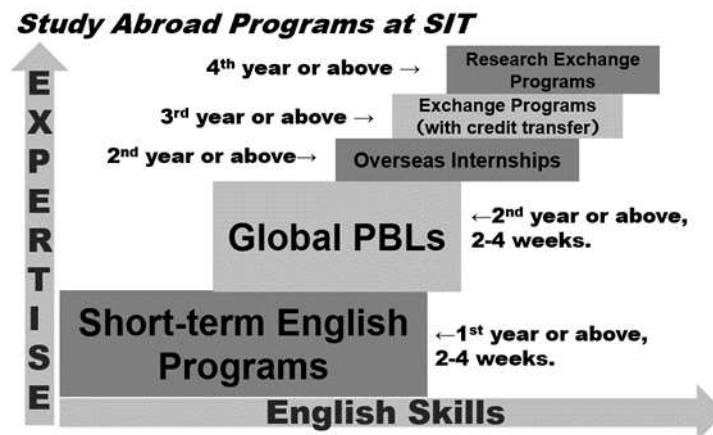 Study Abroad Programs at SIT
EXPERTISE
4th year or above →
Research Exchange
Programs
3rd year or above →
Exchange Programs
(with credit transfer)
2nd year or above→
Overseas Internships
Global PBLs
←2nd year or above,
2-4 weeks.
Short-term English
Programs
←1st year or above,
2-4 weeks.
English Skills